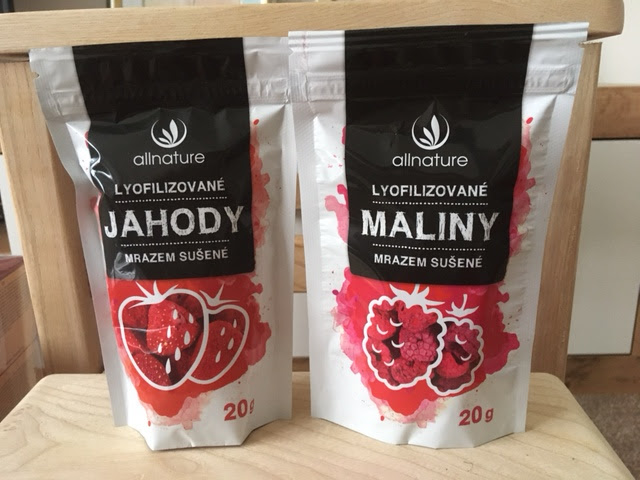 allnature
LYOFILIZOVANÉ
JAHODY
MRAZEM SUŠENÉ
20g
allnature
LYOFILIZOVANÉ
MALINY
MRAZEM SUŠENÉ
20g